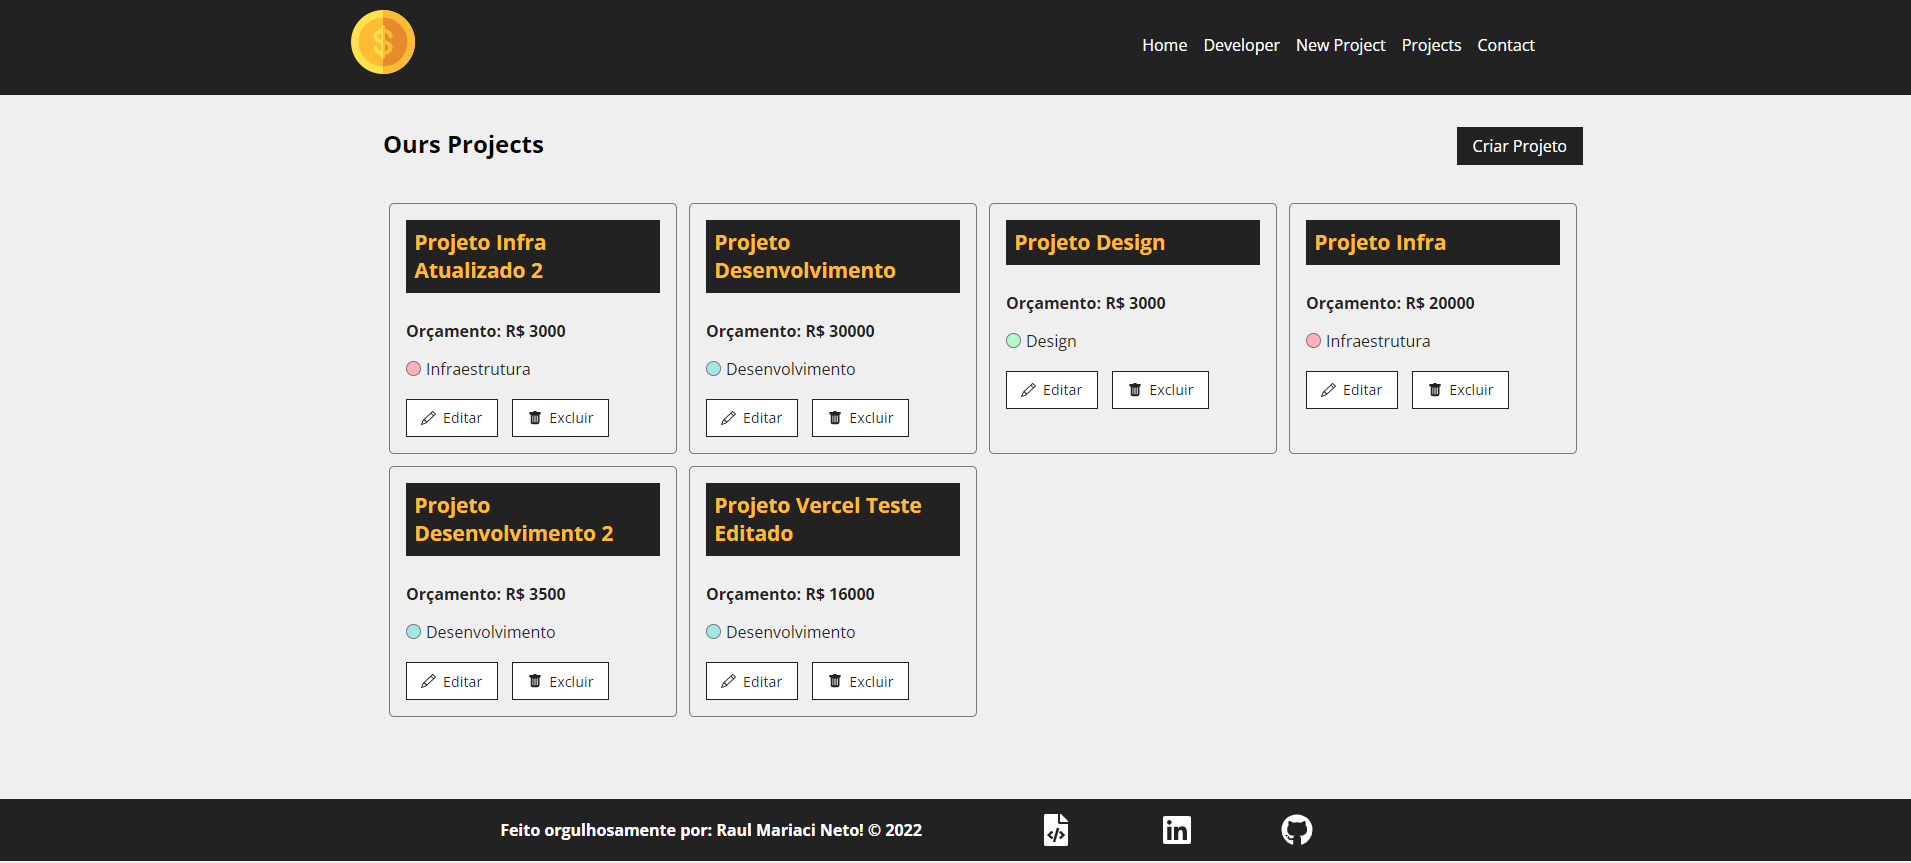 $
Home Developer New Project Projects Contact
Ours Projects
Criar Projeto
Projeto Infra
Atualizado 2
Orçamento: R$ 3000
Infraestrutura
Editar Excluir
Projeto
Desenvolvimento
Orçamento: R$ 30000
Desenvolvimento
Editar Excluir
Projeto Design
Orçamento: R$ 3000
Design
Editar Excluir
Projeto Infra
Orçamento: R$ 20000
Infraestrutura
Editar Excluir
Projeto
Desenvolvimento 2
Orçamento: R$ 3500
Desenvolvimento
Editar Excluir
Projeto Vercel Teste
Editado
Orçamento: R$ 16000
Desenvolvimento
Editar Excluir
Feito orgulhosamente por: Raul Mariaci Neto! © 2022